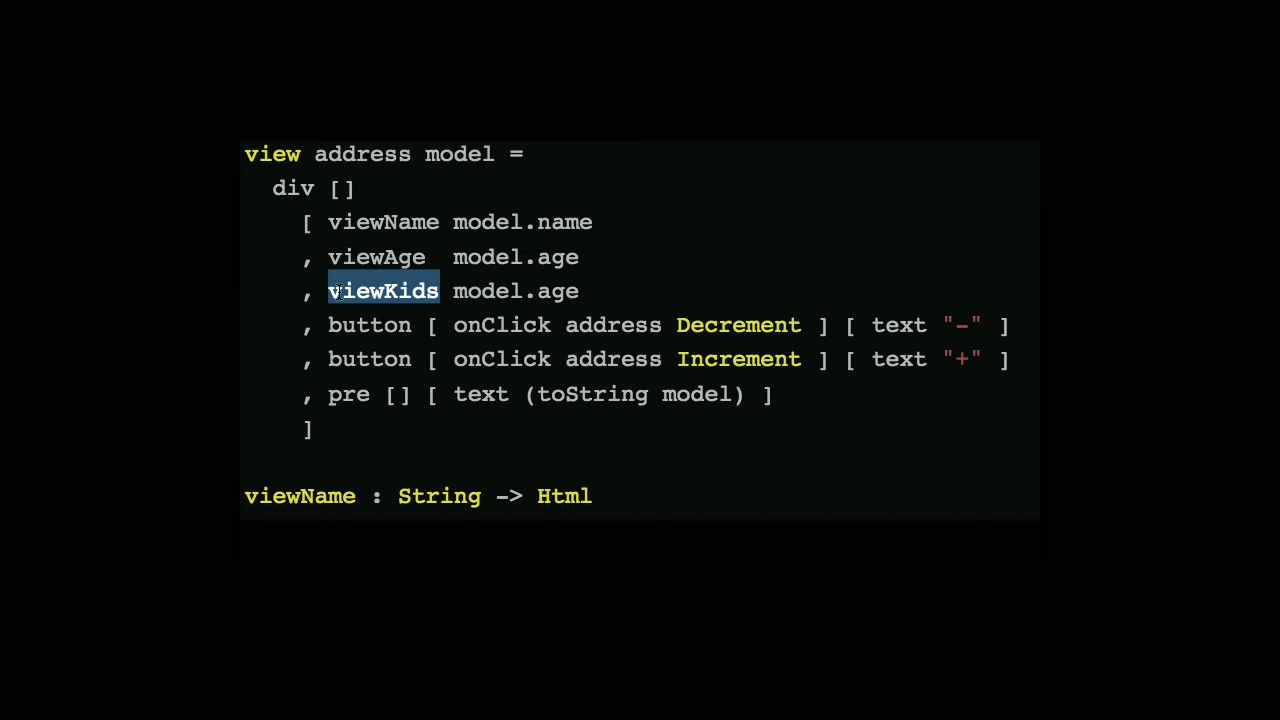 view address model =
div []
[ viewName model.name
, viewAge  model.age
, viewKids model.age
, button [ onClick address Decrement ] [ text "-" ]
, button [ onClick address Increment ] [ text "+" ]
, pre [] [ text (toString model) ]
]
viewName : String -> Html